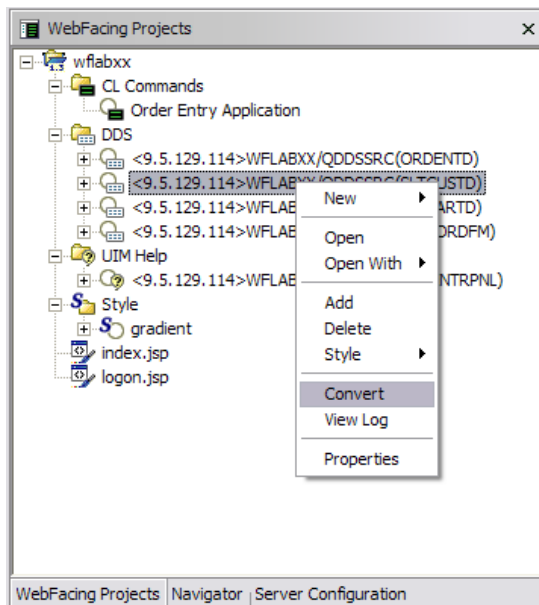 WebFacing Projects
wflabxx
CL Commands
Order Entry Application
DDS
<9.5.129.114>WFLABXX/QDDSSRC(ORDENTD)
<9.5.129.114>WFLABXX/QDDSSRC(SLTCUSTD)
<9.5.129.114>WFLAB ARTD)
<9.5.129.114>WFLAB ORDFM)
UIM Help
<9.5.129.114>WFLAB NTRPNL)
Style
gradient
index.jsp
logon.jsp
New
Open
Open With
Add
Delete
Style
Convert
View Log
Properties
WebFacing Projects Navigator Server Configuration